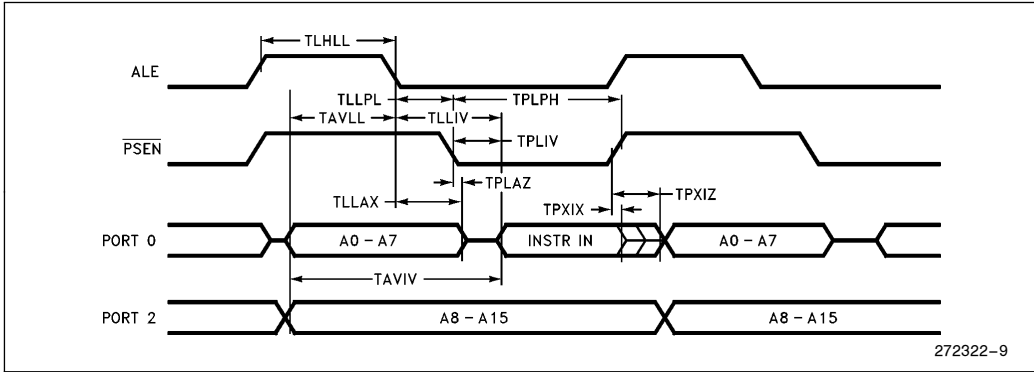 TLHLL
ALE
TLLPL
TPLPH
TAVLL
TLLIV
PSEN
TPLIV
TPLAZ
TLLAX
TPXIZ
TPXIX
PORT 0
A0 – A7
INSTR IN
A0 – A7
TAVIV
PORT 2
A8 – A15
A8 – A15
272322–9